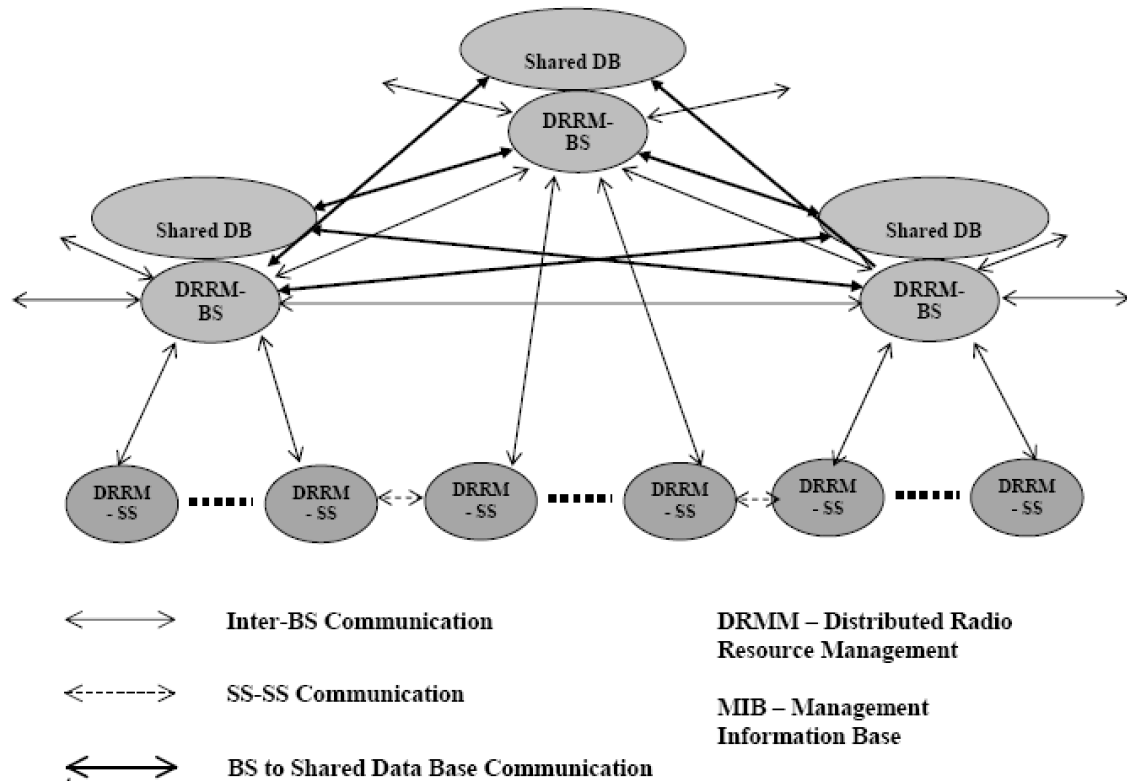 Shared DB
DRRM-
BS
Shared DB
Shared DB
DRRM-
BS
DRRM-
BS
DRRM
- SS
DRRM
- SS
DRRM
- SS
DRRM
- SS
DRRM
- SS
DRRM
- SS
Inter-BS Communication
SS-SS Communication
BS to Shared Data Base Communication
DRMM – Distributed Radio
Resource Management
MIB – Management
Information Base